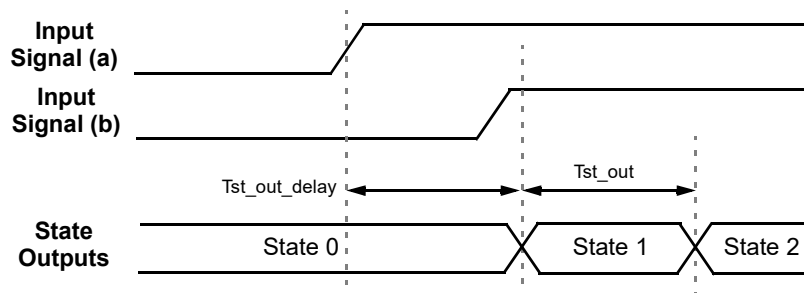 Input
Signal (a)
Input
Signal (b)
Tst_out_delay
Tst_out
State
Outputs
State 0
State 1
State 2